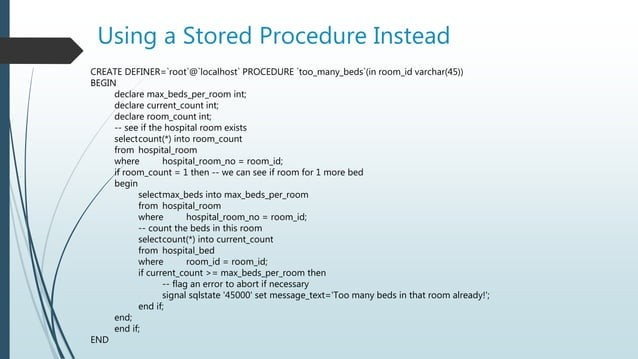 Using a Stored Procedure Instead
CREATE DEFINER=`root`@`localhost` PROCEDURE `too_many_beds`(in room_id varchar(45))
BEGIN
declare max_beds_per_room int;
declare current_count int;
declare room_count int;
-- see if the hospital room exists
selectcount(*) into room_count
from hospital_room
where hospital_room_no = room_id;
if room_count = 1 then -- we can see if room for 1 more bed
begin
selectmax_beds into max_beds_per_room
from hospital_room
where hospital_room_no = room_id;
-- count the beds in this room
selectcount(*) into current_count
from hospital_bed
where room_id = room_id;
if current_count >= max_beds_per_room then
-- flag an error to abort if necessary
signal sqlstate '45000' set message_text='Too many beds in that room already!';
end if;
end;
end if;
END